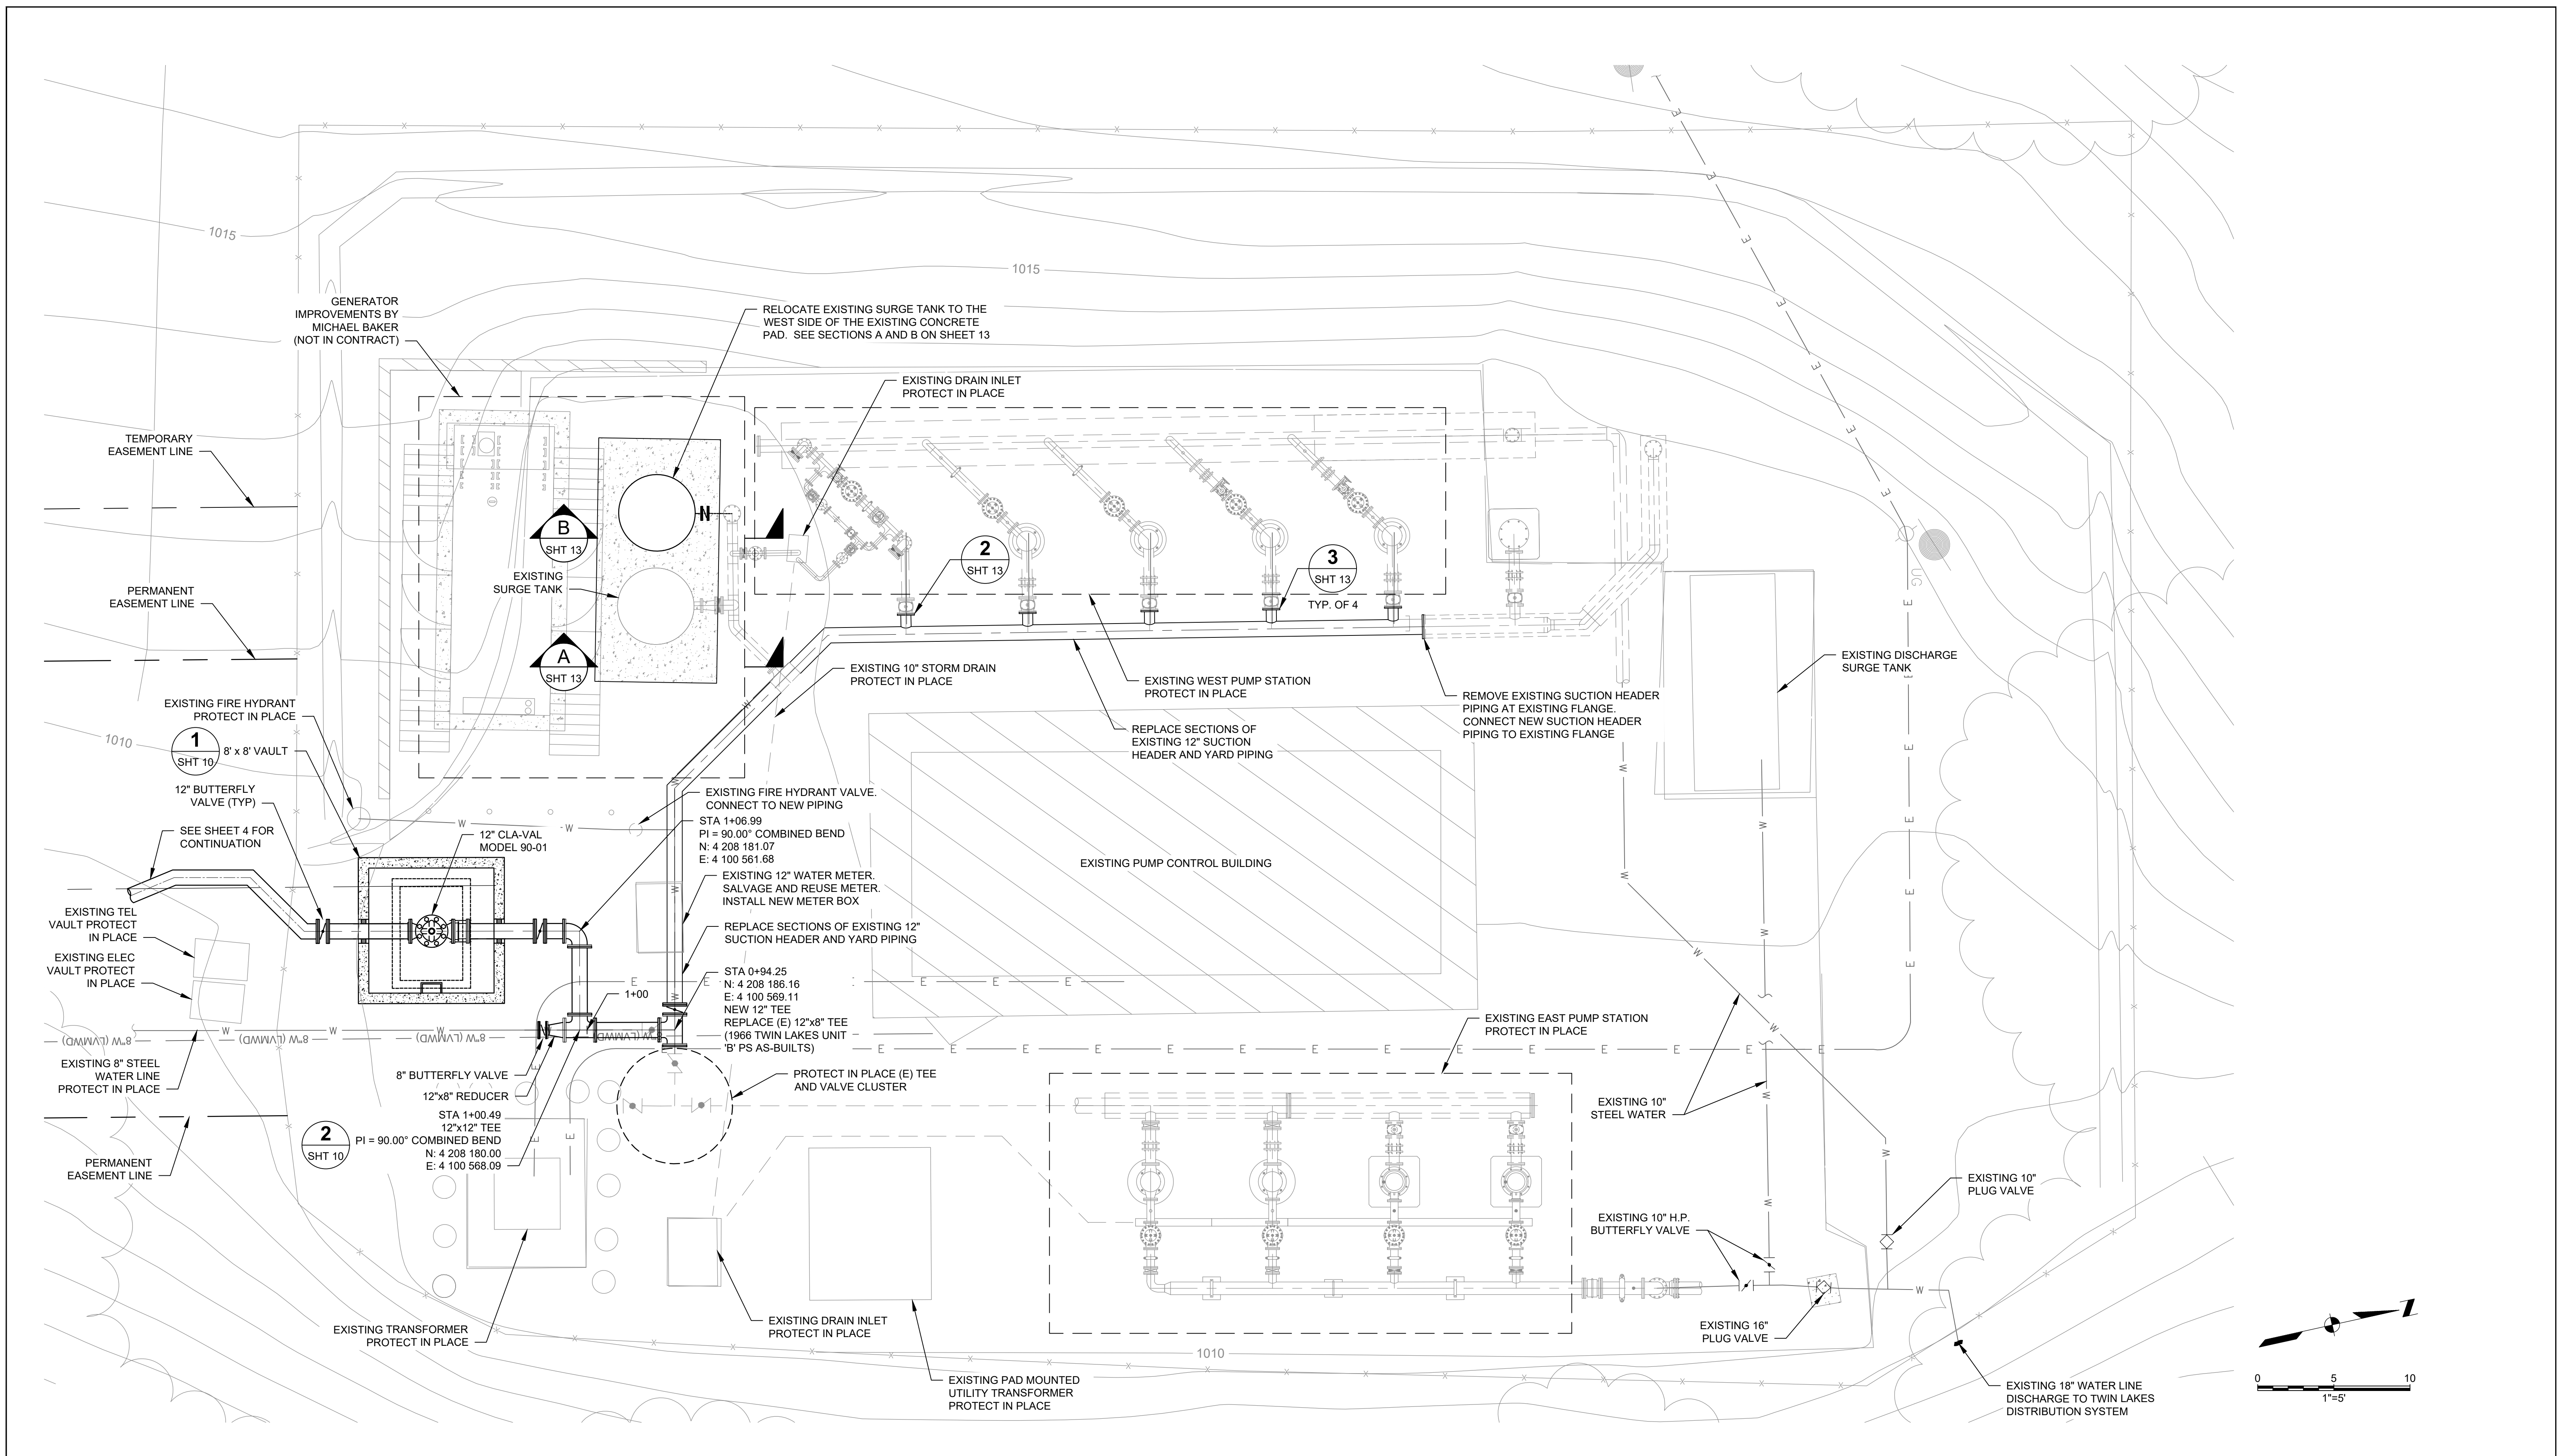 1015
1015
GENERATOR
IMPROVEMENTS BY
MICHAEL BAKER
(NOT IN CONTRACT)
RELOCATE EXISTING SURGE TANK TO THE
WEST SIDE OF THE EXISTING CONCRETE
PAD. SEE SECTIONS A AND B ON SHEET 13
EXISTING DRAIN INLET
PROTECT IN PLACE
TEMPORARY
EASEMENT LINE
N
B
SHT 13
2
SHT 13
3
SHT 13
TYP. OF 4
EXISTING
SURGE TANK
UG
PERMANENT
EASEMENT LINE
A
SHT 13
EXISTING 10" STORM DRAIN
PROTECT IN PLACE
EXISTING WEST PUMP STATION
PROTECT IN PLACE
REMOVE EXISTING SUCTION HEADER
PIPING AT EXISTING FLANGE.
CONNECT NEW SUCTION HEADER
PIPING TO EXISTING FLANGE
EXISTING DISCHARGE
SURGE TANK
EXISTING FIRE HYDRANT
PROTECT IN PLACE
1010
1
SHT 10
8' x 8' VAULT
REPLACE SECTIONS OF
EXISTING 12" SUCTION
HEADER AND YARD PIPING
12" BUTTERFLY
VALVE (TYP)
EXISTING FIRE HYDRANT VALVE.
CONNECT TO NEW PIPING
SEE SHEET 4 FOR
CONTINUATION
12" CLA-VAL
MODEL 90-01
W
W
STA 1+06.99
PI = 90.00° COMBINED BEND
N: 4 208 181.07
E: 4 100 561.68
EXISTING PUMP CONTROL BUILDING
EXISTING 12" WATER METER.
SALVAGE AND REUSE METER.
INSTALL NEW METER BOX
EXISTING TEL
VAULT PROTECT
IN PLACE
REPLACE SECTIONS OF EXISTING 12"
SUCTION HEADER AND YARD PIPING
EXISTING ELEC
VAULT PROTECT
IN PLACE
1+00
STA 0+94.25
N: 4 208 186.16
E: 4 100 569.11
NEW 12" TEE
REPLACE (E) 12"x8" TEE
(1966 TWIN LAKES UNIT
'B' PS AS-BUILTS)
E E E E E E
W W W W
8"W (LVMWD) 8"W (LVMWD) 8"W (LVMWD) 8"W (LVMWD)
E E E E E E E E E E E E E E
EXISTING EAST PUMP STATION
PROTECT IN PLACE
EXISTING 8" STEEL
WATER LINE
PROTECT IN PLACE
8" BUTTERFLY VALVE
12"x8" REDUCER
PROTECT IN PLACE (E) TEE
AND VALVE CLUSTER
EXISTING 10"
STEEL WATER
2
SHT 10
STA 1+00.49
12"x12" TEE
PI = 90.00° COMBINED BEND
N: 4 208 180.00
E: 4 100 568.09
PERMANENT
EASEMENT LINE
EXISTING 10"
PLUG VALVE
EXISTING 10" H.P.
BUTTERFLY VALVE
EXISTING TRANSFORMER
PROTECT IN PLACE
EXISTING DRAIN INLET
PROTECT IN PLACE
EXISTING 16"
PLUG VALVE
1010
EXISTING PAD MOUNTED
UTILITY TRANSFORMER
PROTECT IN PLACE
EXISTING 18" WATER LINE
DISCHARGE TO TWIN LAKES
DISTRIBUTION SYSTEM
Z
0 5 10
1"=5'